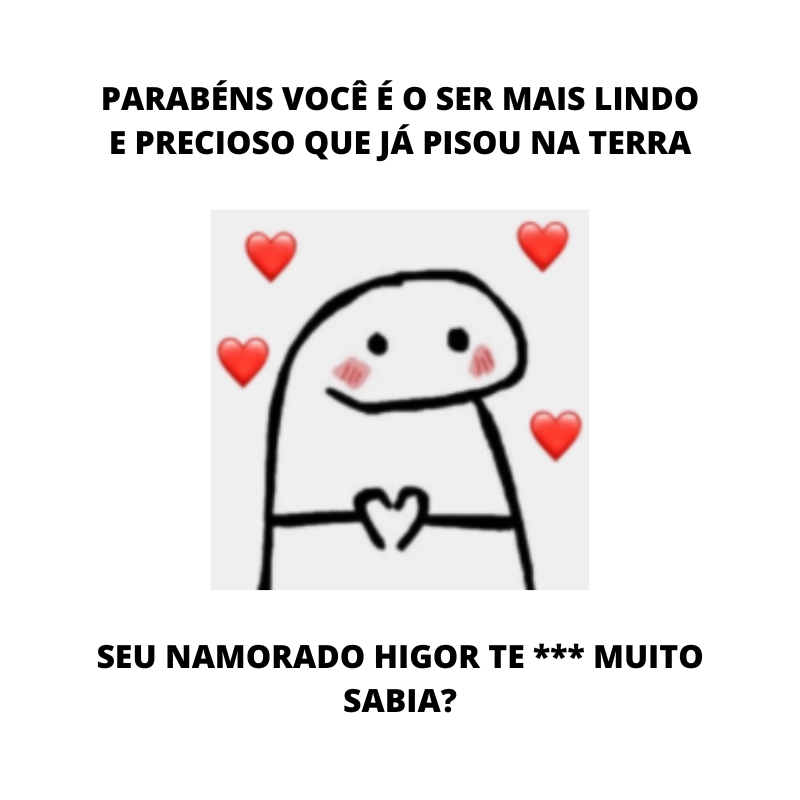 PARABÉNS VOCÊ É O SER MAIS LINDO
E PRECIOSO QUE JÁ PISOU NA TERRA
SEU NAMORADO HIGOR TE *** MUITO
SABIA?